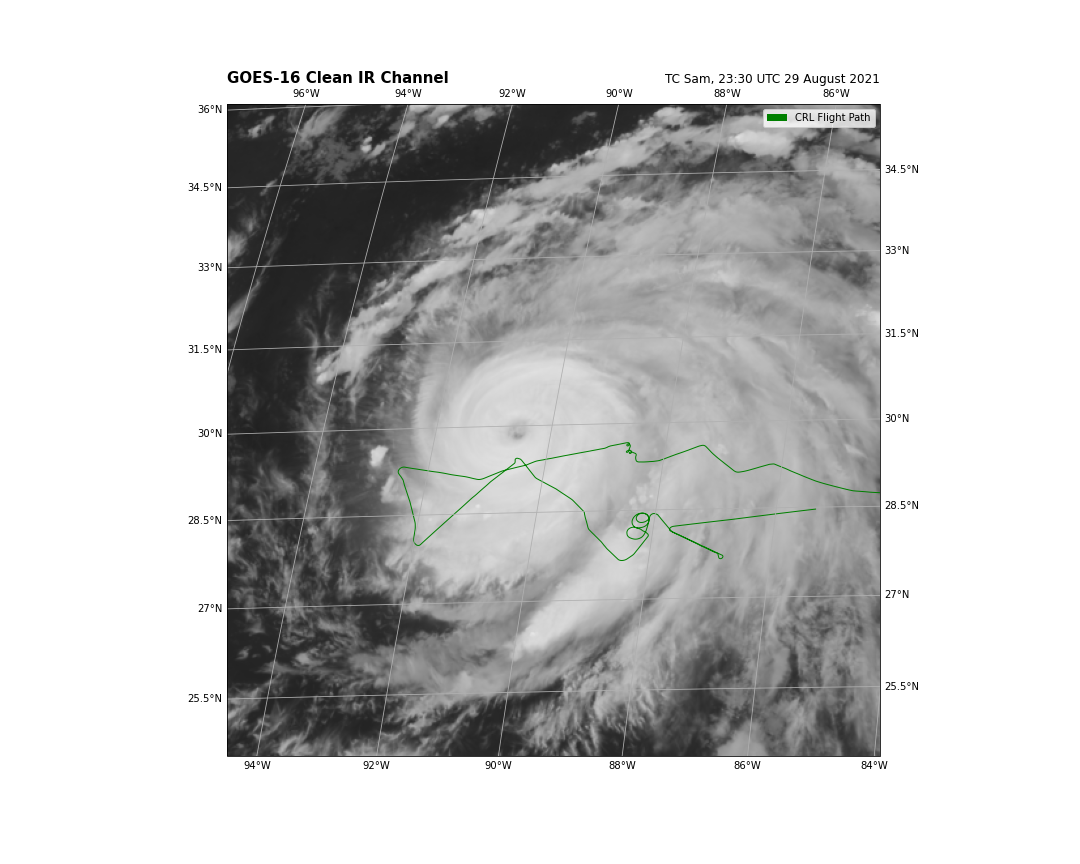 GOES-16 Clean IR Channel
TC Sam, 23:30 UTC 29 August 2021
96°W 94°W 92°W 90°W 88°W 86°W
CRL Flight Path
36°N
34.5°N 34.5°N
33°N 33°N
31.5°N 31.5°N
30°N 30°N
28.5°N 28.5°N
27°N 27°N
25.5°N 25.5°N
94°W 92°W 90°W 88°W 86°W 84°W